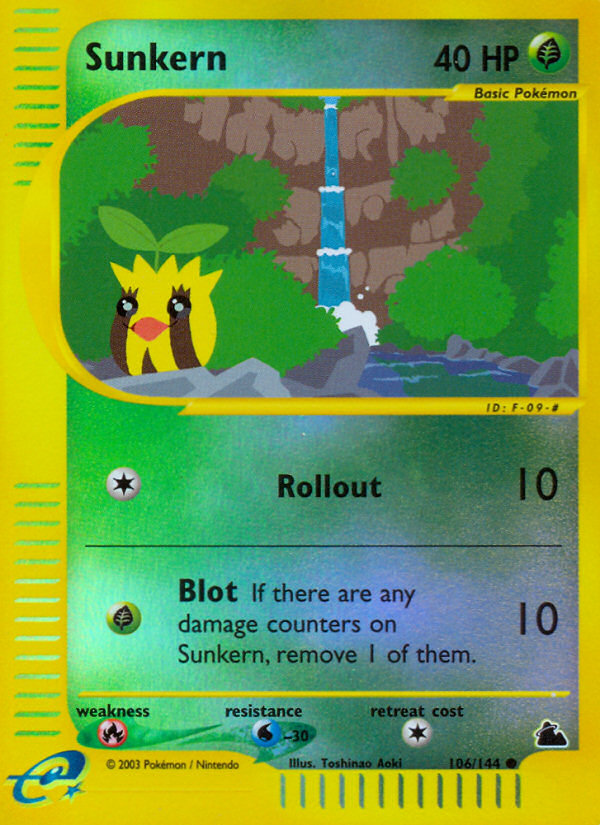 Sunkern 40 HP
Basic Pokémon
ID: F-09-#
Rollout 10
Blot If there are any
damage counters on
Sunkern, remove 1 of them.
10
weakness resistance retreat cost
-30
© 2003 Pokémon / Nintendo Illus. Toshinao Aoki 106/144
e